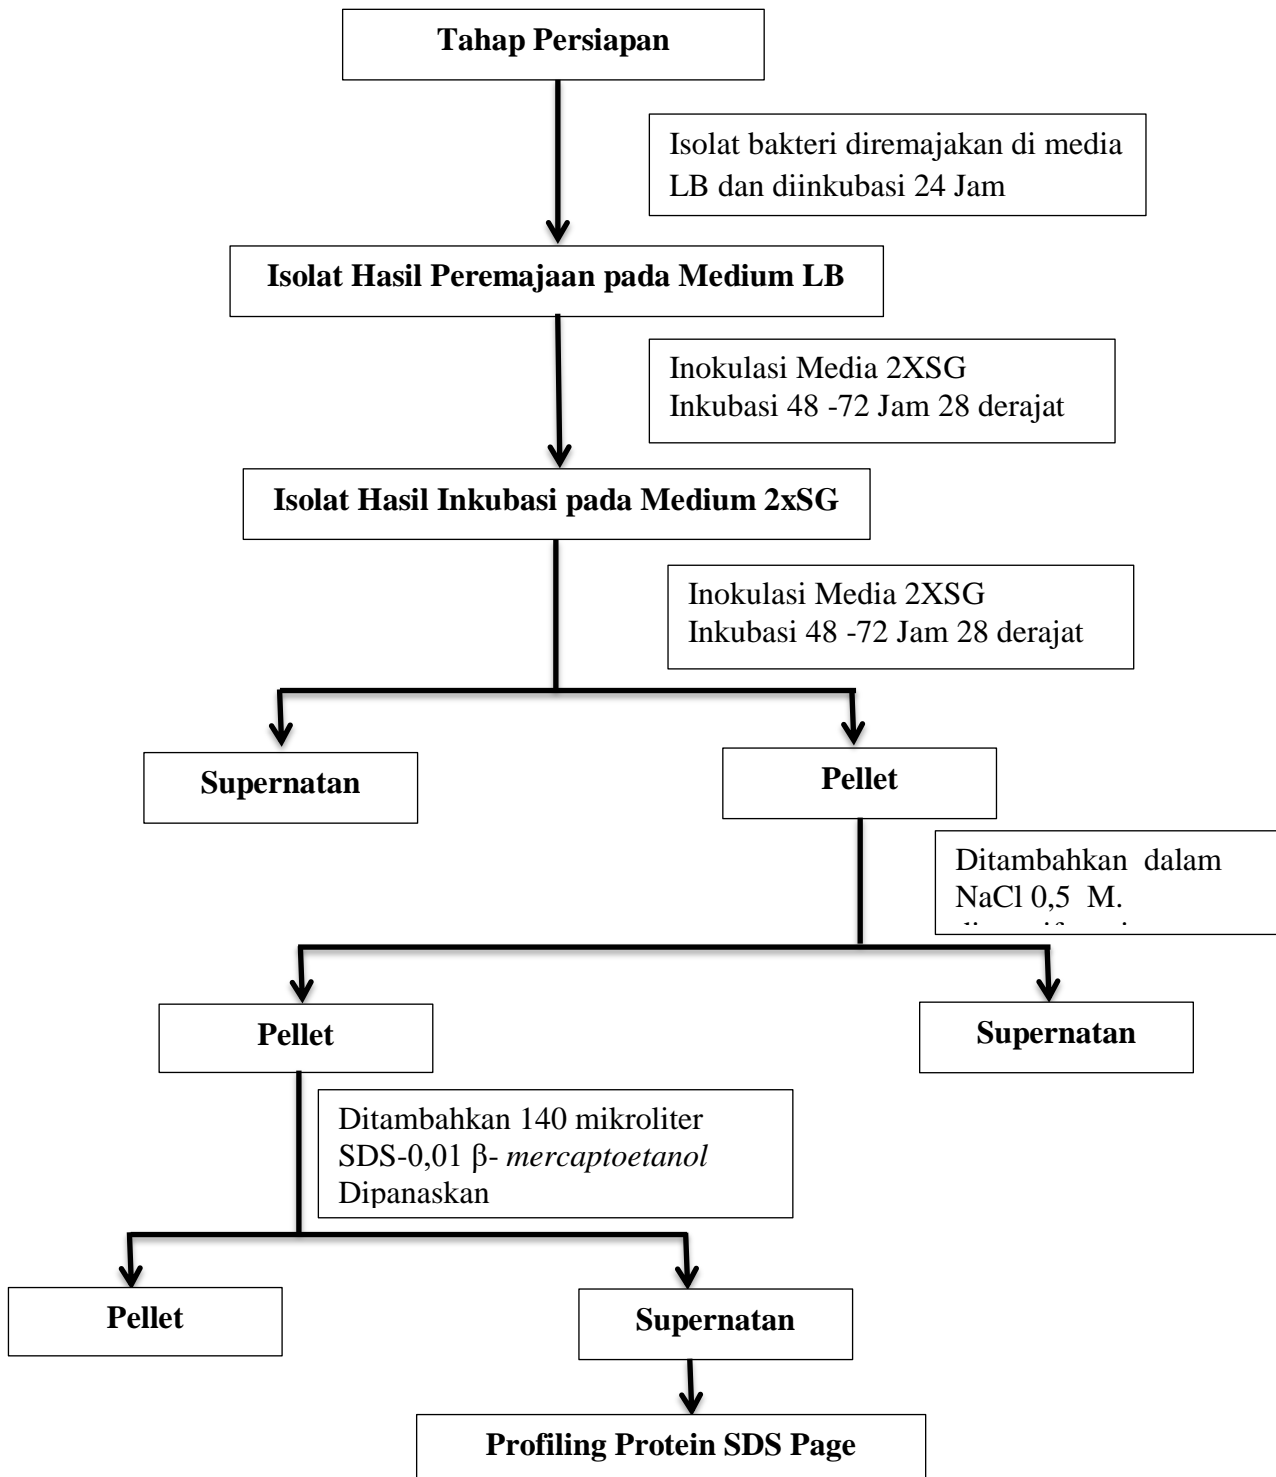 Tahap Persiapan
Isolat bakteri diremajakan di media
LB dan diinkubasi 24 Jam
Isolat Hasil Peremajaan pada Medium LB
Inokulasi Media 2XSG
Inkubasi 48 -72 Jam 28 derajat
Isolat Hasil Inkubasi pada Medium 2xSG
Inokulasi Media 2XSG
Inkubasi 48 -72 Jam 28 derajat
Supernatan
Pellet
Ditambahkan dalam
NaCl 0,5 M.
Pellet
Supernatan
Ditambahkan 140 mikroliter
SDS-0,01 β- mercaptoetanol
Dipanaskan
Pellet
Supernatan
Profiling Protein SDS Page